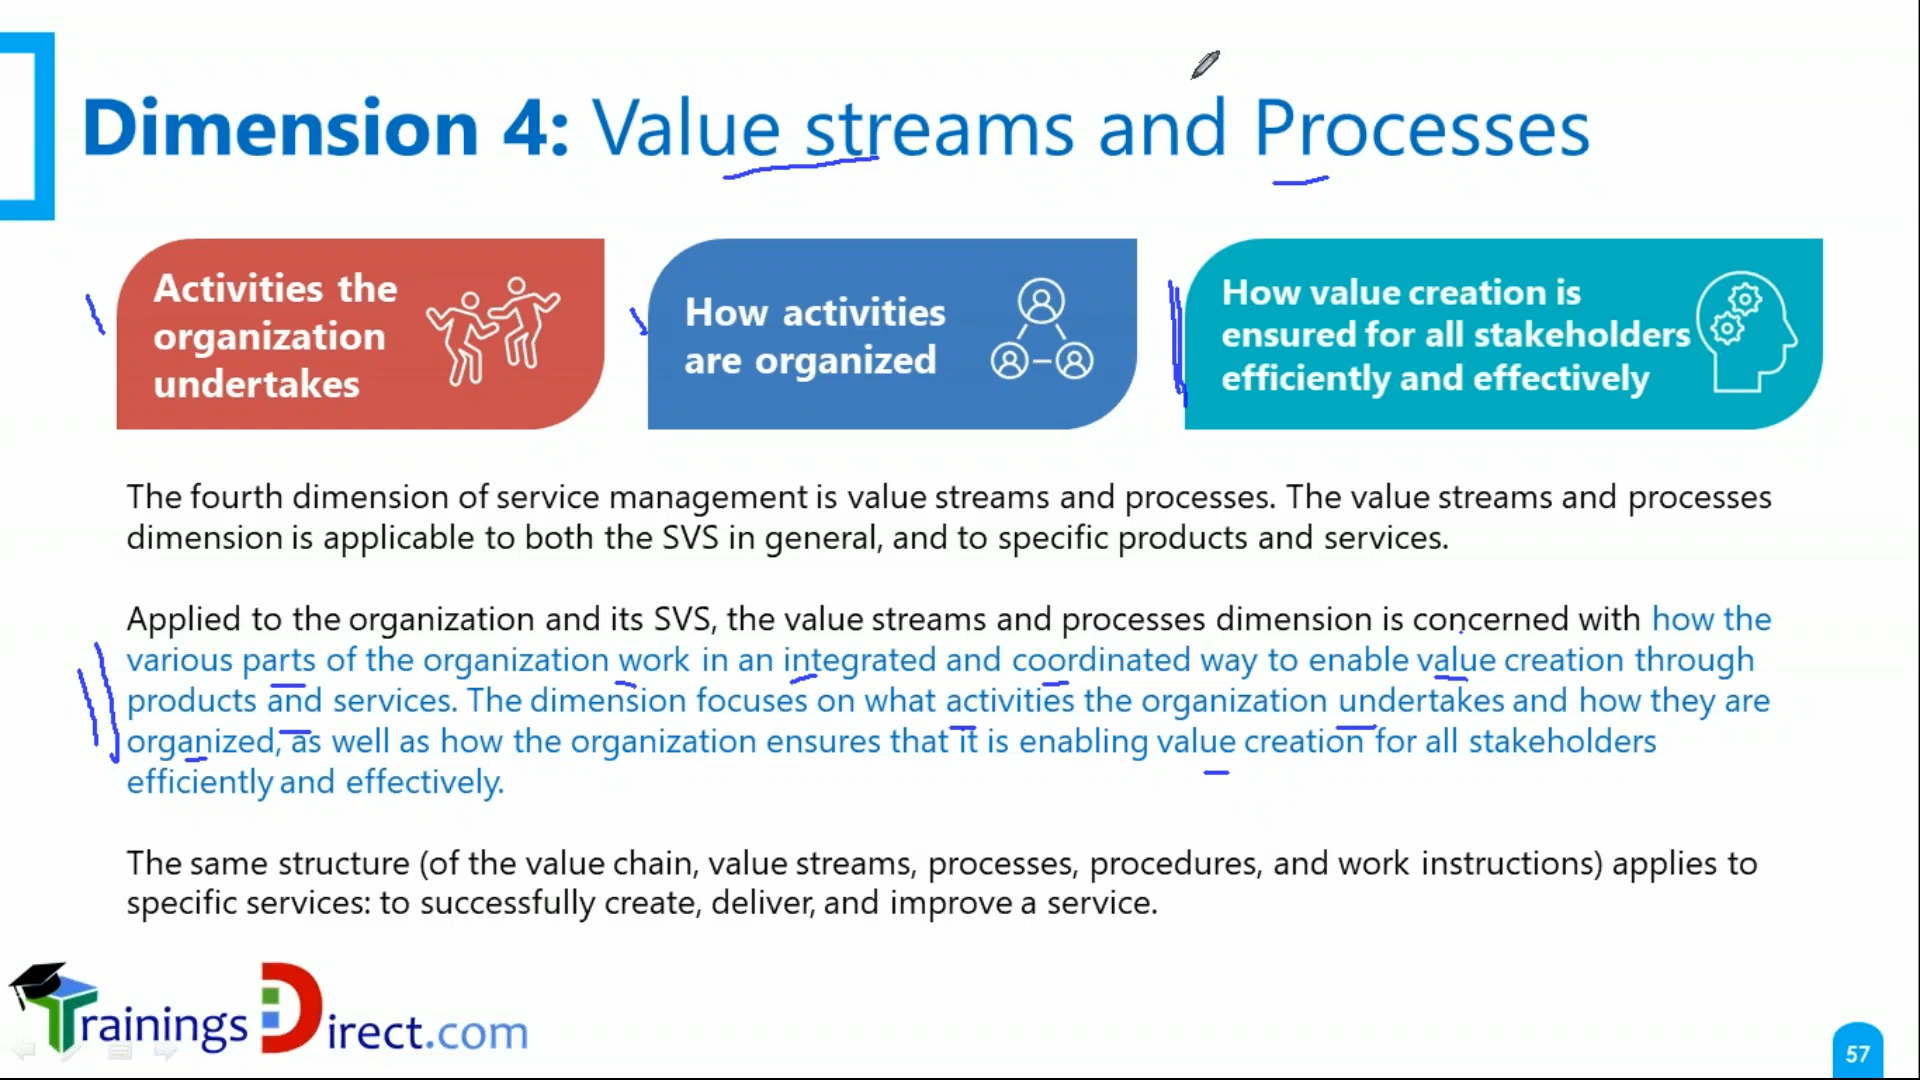 Dimension 4: Value streams and Processes
Activities the
organization
undertakes
How activities
are organized
How value creation is
ensured for all stakeholders
efficiently and effectively
The fourth dimension of service management is value streams and processes. The value streams and processes
dimension is applicable to both the SVS in general, and to specific products and services.
Applied to the organization and its SVS, the value streams and processes dimension is concerned with how the
various parts of the organization work in an integrated and coordinated way to enable value creation through
products and services. The dimension focuses on what activities the organization undertakes and how they are
organized, as well as how the organization ensures that it is enabling value creation for all stakeholders
efficiently and effectively.
The same structure (of the value chain, value streams, processes, procedures, and work instructions) applies to
specific services: to successfully create, deliver, and improve a service.
TrainingsDirect.com
57